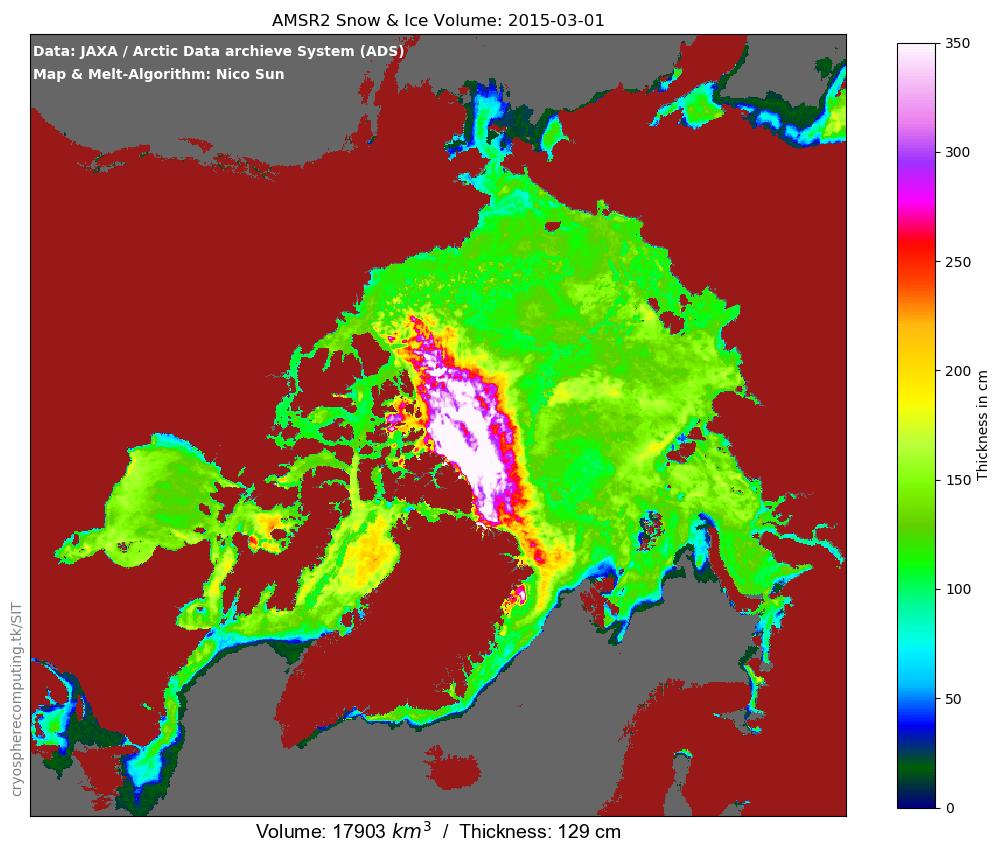 AMSR2 Snow & Ice Volume: 2015-03-01
Data: JAXA / Arctic Data archieve System (ADS)
Map & Melt-Algorithm: Nico Sun
350
300
250
200
150
100
50
0
Thickness in cm
cryospherecomputing.tk/SIT
Volume: 17903 km³ / Thickness: 129 cm